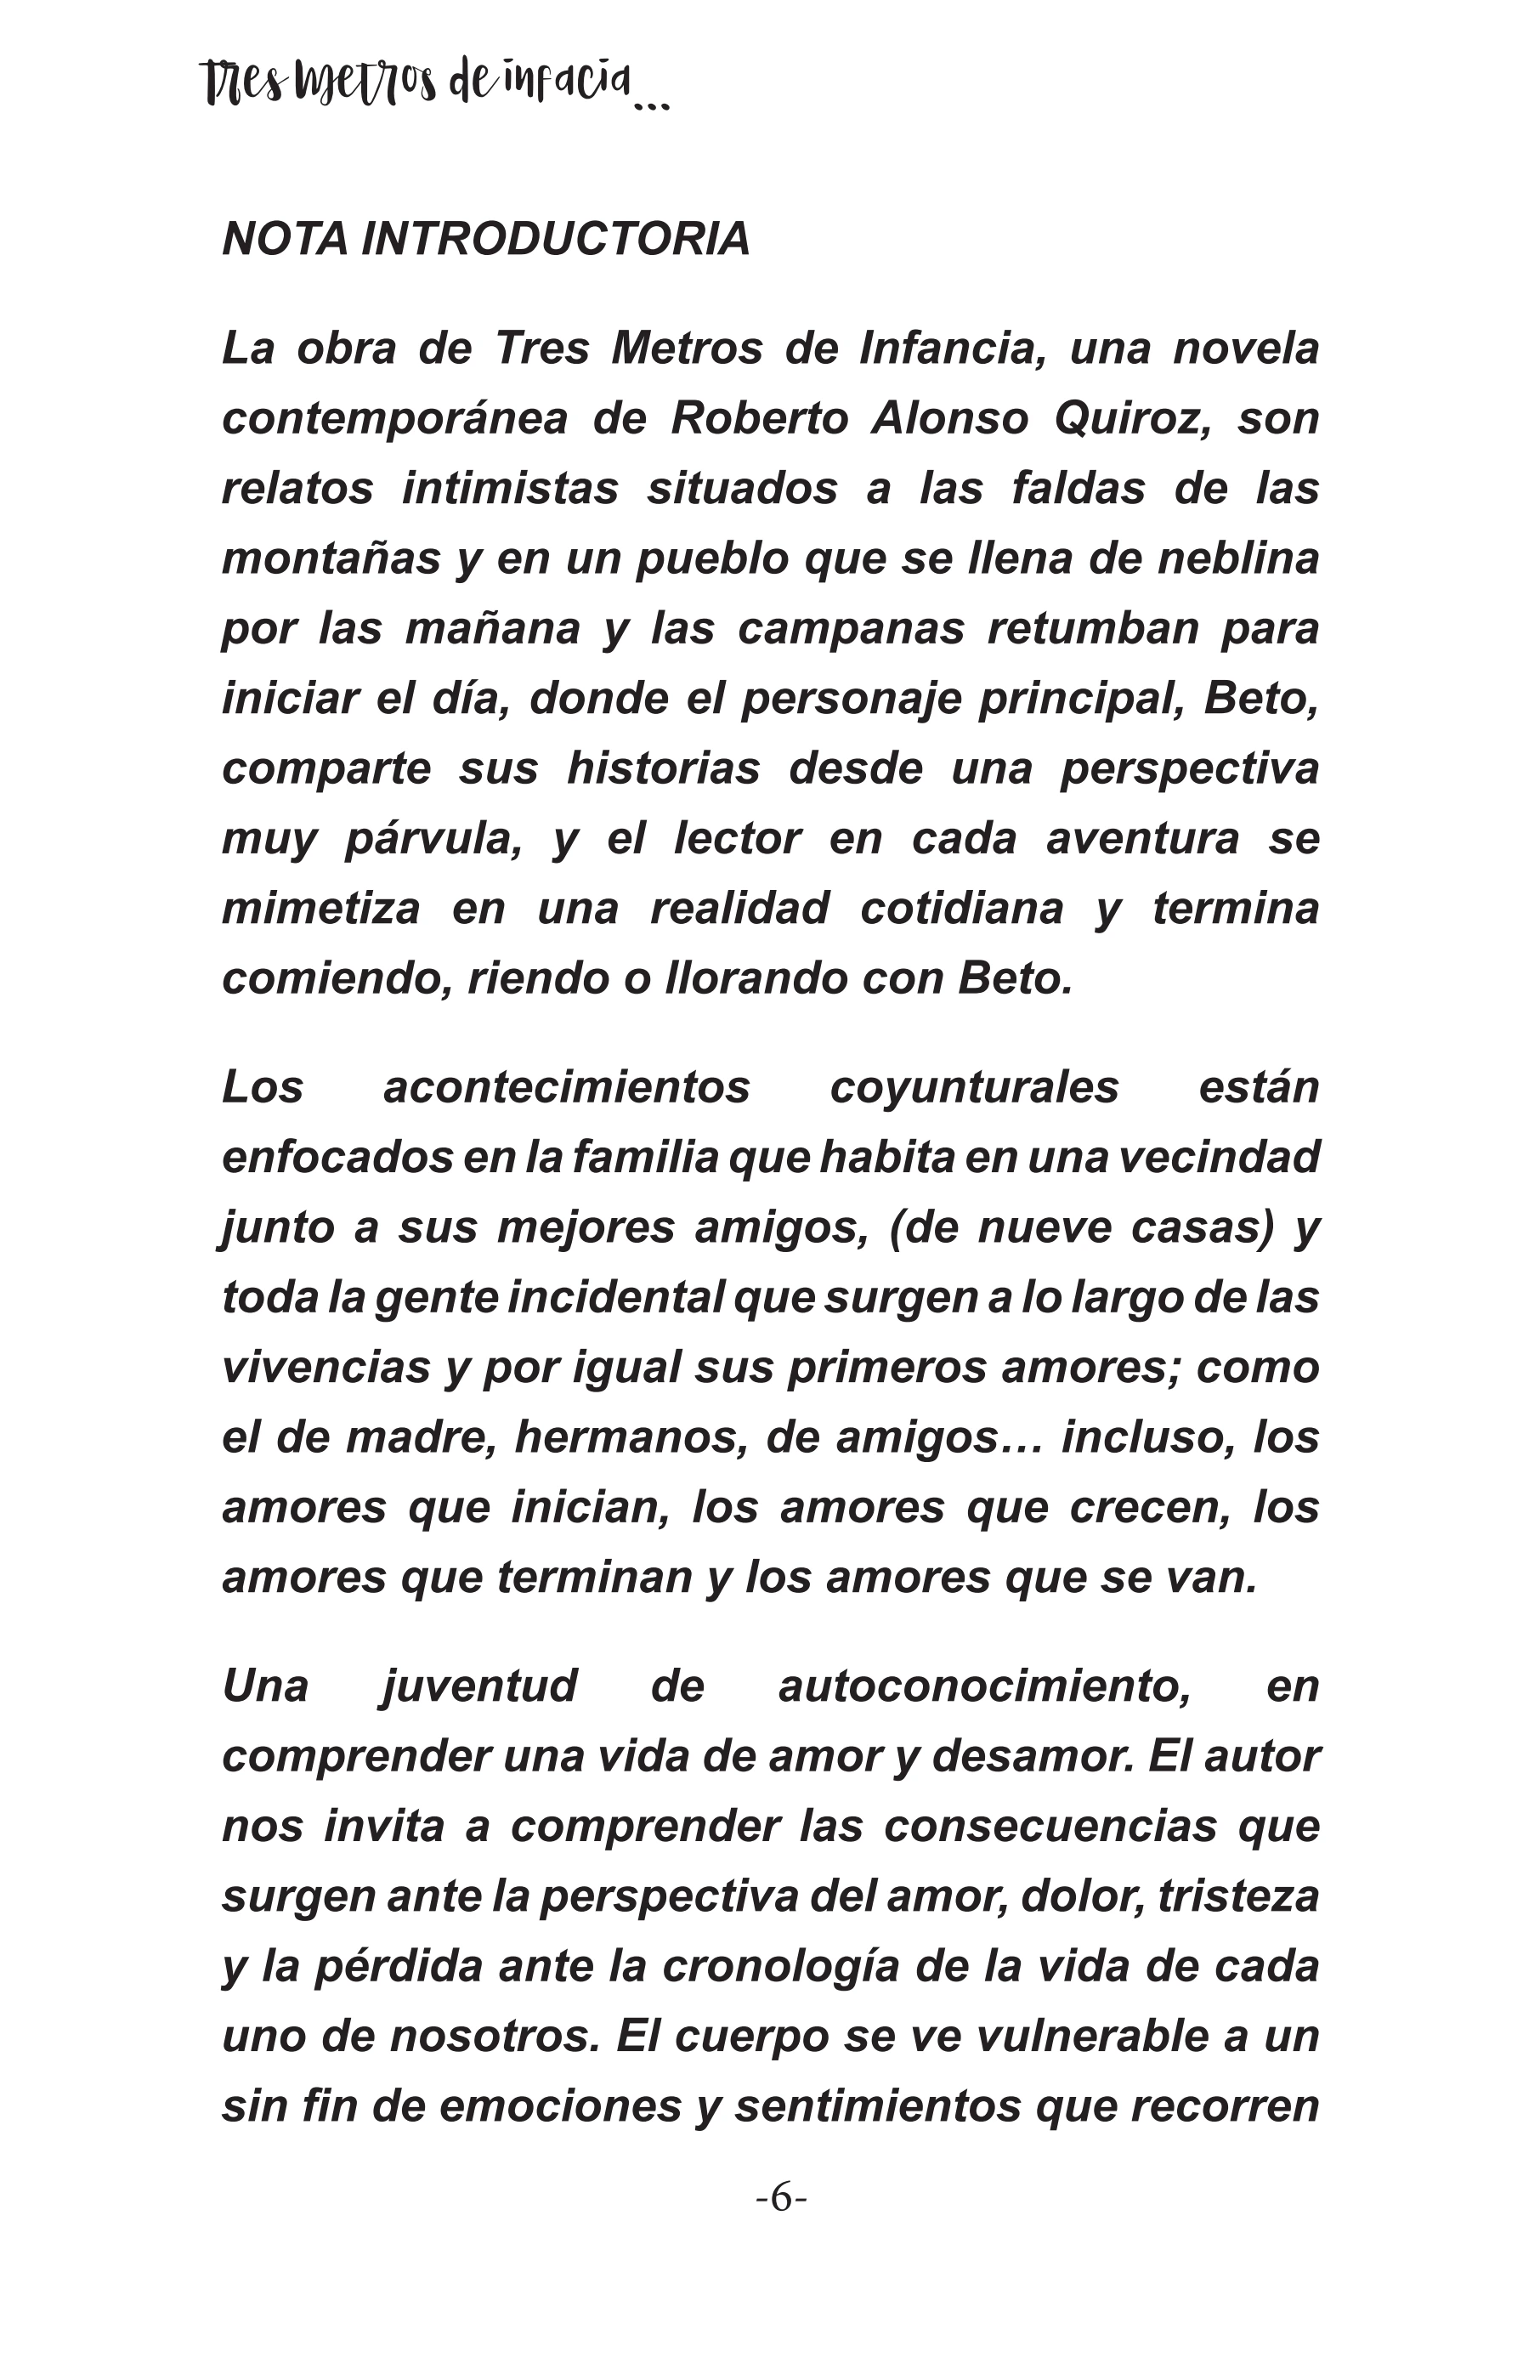 Tres Metros de infacia...
NOTA INTRODUCTORIA
La obra de Tres Metros de Infancia, una novela
contemporánea de Roberto Alonso Quiroz, son
relatos intimistas situados a las faldas de las
montañas y en un pueblo que se llena de neblina
por las mañana y las campanas retumban para
iniciar el día, donde el personaje principal, Beto,
comparte sus historias desde una perspectiva
muy párvula, y el lector en cada aventura se
mimetiza en una realidad cotidiana y termina
comiendo, riendo o llorando con Beto.
Los acontecimientos coyunturales están
enfocados en la familia que habita en una vecindad
junto a sus mejores amigos, (de nueve casas) y
toda la gente incidental que surgen a lo largo de las
vivencias y por igual sus primeros amores; como
el de madre, hermanos, de amigos… incluso, los
amores que inician, los amores que crecen, los
amores que terminan y los amores que se van.
Una juventud de autoconocimiento, en
comprender una vida de amor y desamor. El autor
nos invita a comprender las consecuencias que
surgen ante la perspectiva del amor, dolor, tristeza
y la pérdida ante la cronología de la vida de cada
uno de nosotros. El cuerpo se ve vulnerable a un
sin fin de emociones y sentimientos que recorren
-6-